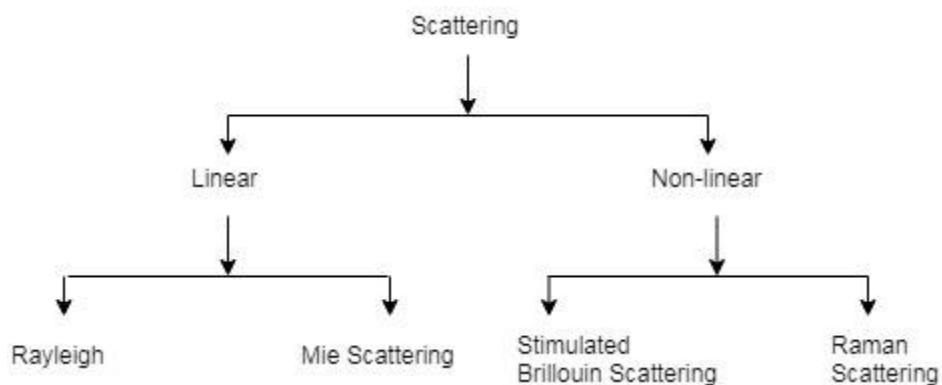 Scattering
Linear
Non-linear
Rayleigh
Mie Scattering
Stimulated
Brillouin Scattering
Raman
Scattering